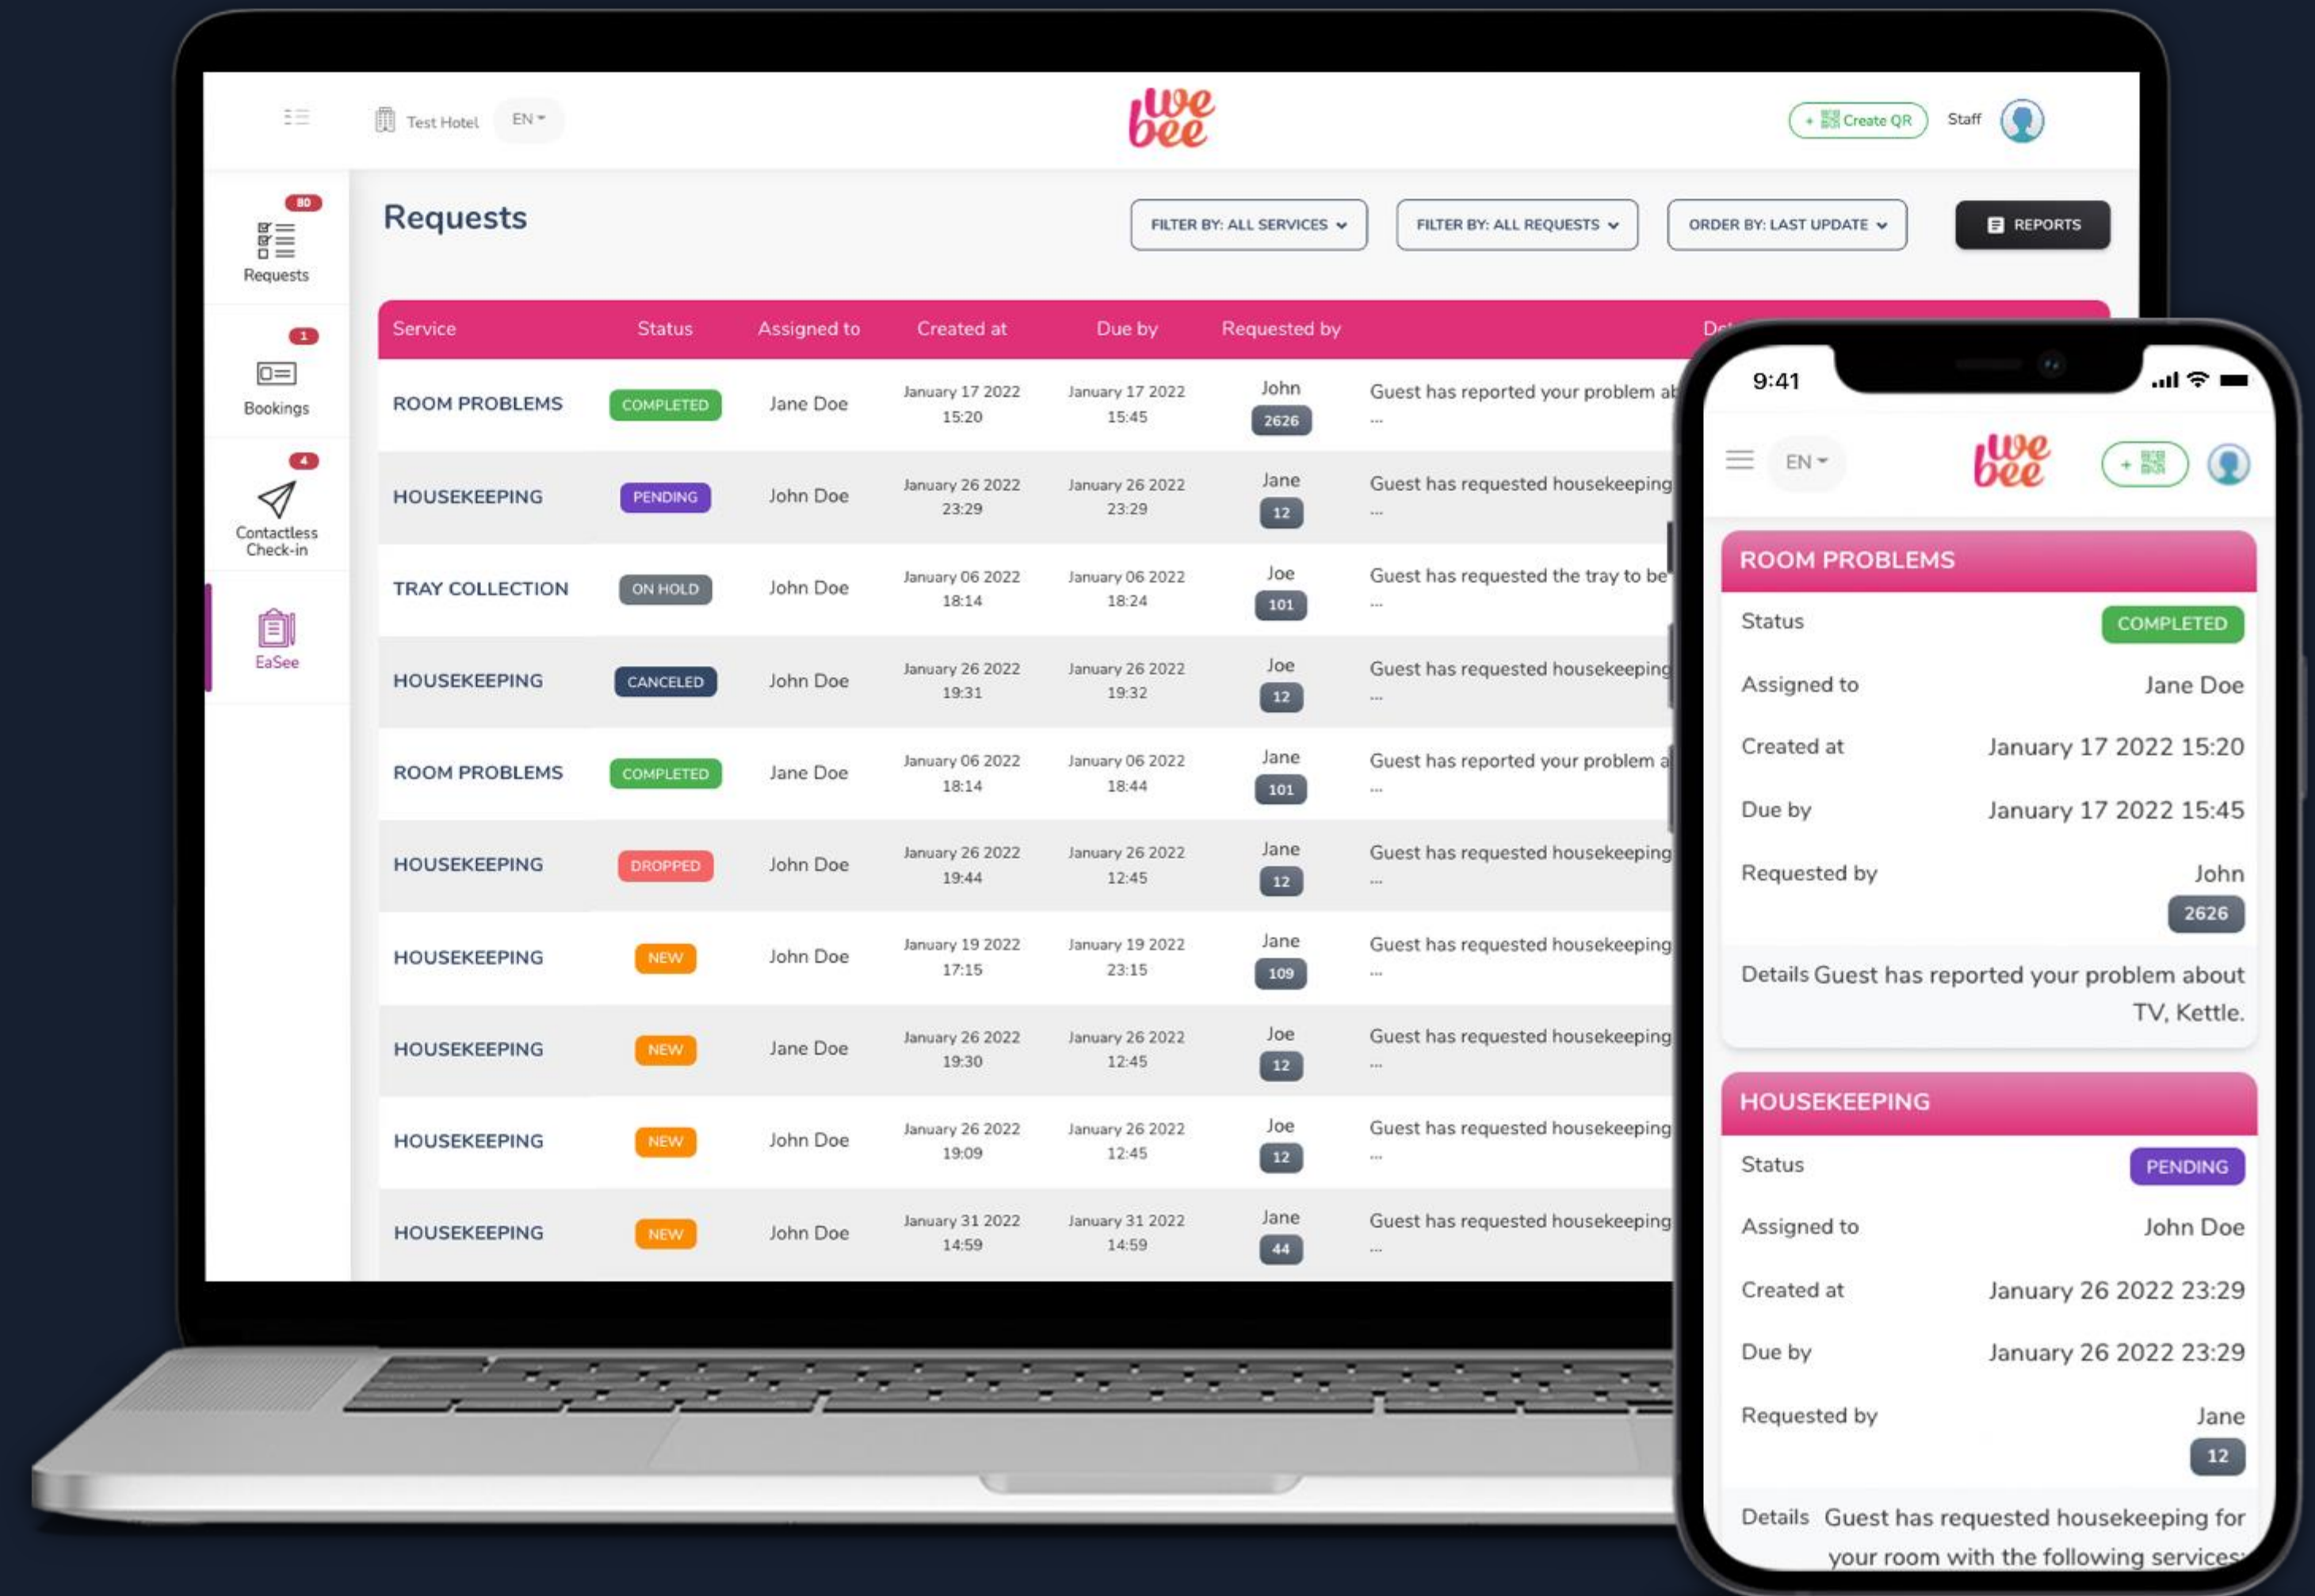 we
bee
Test Hotel EN
+ Create QR Staff
80
Requests
1
Bookings
4
Contactless
Check-in
EaSee
Requests
FILTER BY: ALL SERVICES
FILTER BY: ALL REQUESTS
ORDER BY: LAST UPDATE
REPORTS
Service Status Assigned to Created at Due by Requested by
ROOM PROBLEMS COMPLETED Jane Doe January 17 2022 15:20 January 17 2022 15:45 John 2626 Guest has reported your problem
...
HOUSEKEEPING PENDING John Doe January 26 2022 23:29 January 26 2022 23:29 Jane 12 Guest has requested housekeeping
...
TRAY COLLECTION ON HOLD John Doe January 06 2022 18:14 January 06 2022 18:24 Joe 101 Guest has requested the tray to be
...
HOUSEKEEPING CANCELED John Doe January 26 2022 19:31 January 26 2022 19:32 Joe 12 Guest has requested housekeeping
...
ROOM PROBLEMS COMPLETED Jane Doe January 06 2022 18:14 January 06 2022 18:44 Jane 101 Guest has reported your problem
...
HOUSEKEEPING DROPPED John Doe January 26 2022 19:44 January 26 2022 12:45 Jane 12 Guest has requested housekeeping
...
HOUSEKEEPING NEW John Doe January 19 2022 17:15 January 19 2022 23:15 Jane 109 Guest has requested housekeeping
...
HOUSEKEEPING NEW Jane Doe January 26 2022 19:30 January 26 2022 12:45 Joe 12 Guest has requested housekeeping
...
HOUSEKEEPING NEW John Doe January 26 2022 19:09 January 26 2022 12:45 Joe 12 Guest has requested housekeeping
...
HOUSEKEEPING NEW John Doe January 31 2022 14:59 January 31 2022 14:59 Jane 44 Guest has requested housekeeping
...
9:41
EN
we
bee
+
ROOM PROBLEMS
Status COMPLETED
Assigned to Jane Doe
Created at January 17 2022 15:20
Due by January 17 2022 15:45
Requested by John
2626
Details Guest has reported your problem about
TV, Kettle.
HOUSEKEEPING
Status PENDING
Assigned to John Doe
Created at January 26 2022 23:29
Due by January 26 2022 23:29
Requested by Jane
12
Details Guest has requested housekeeping for
your room with the following services: